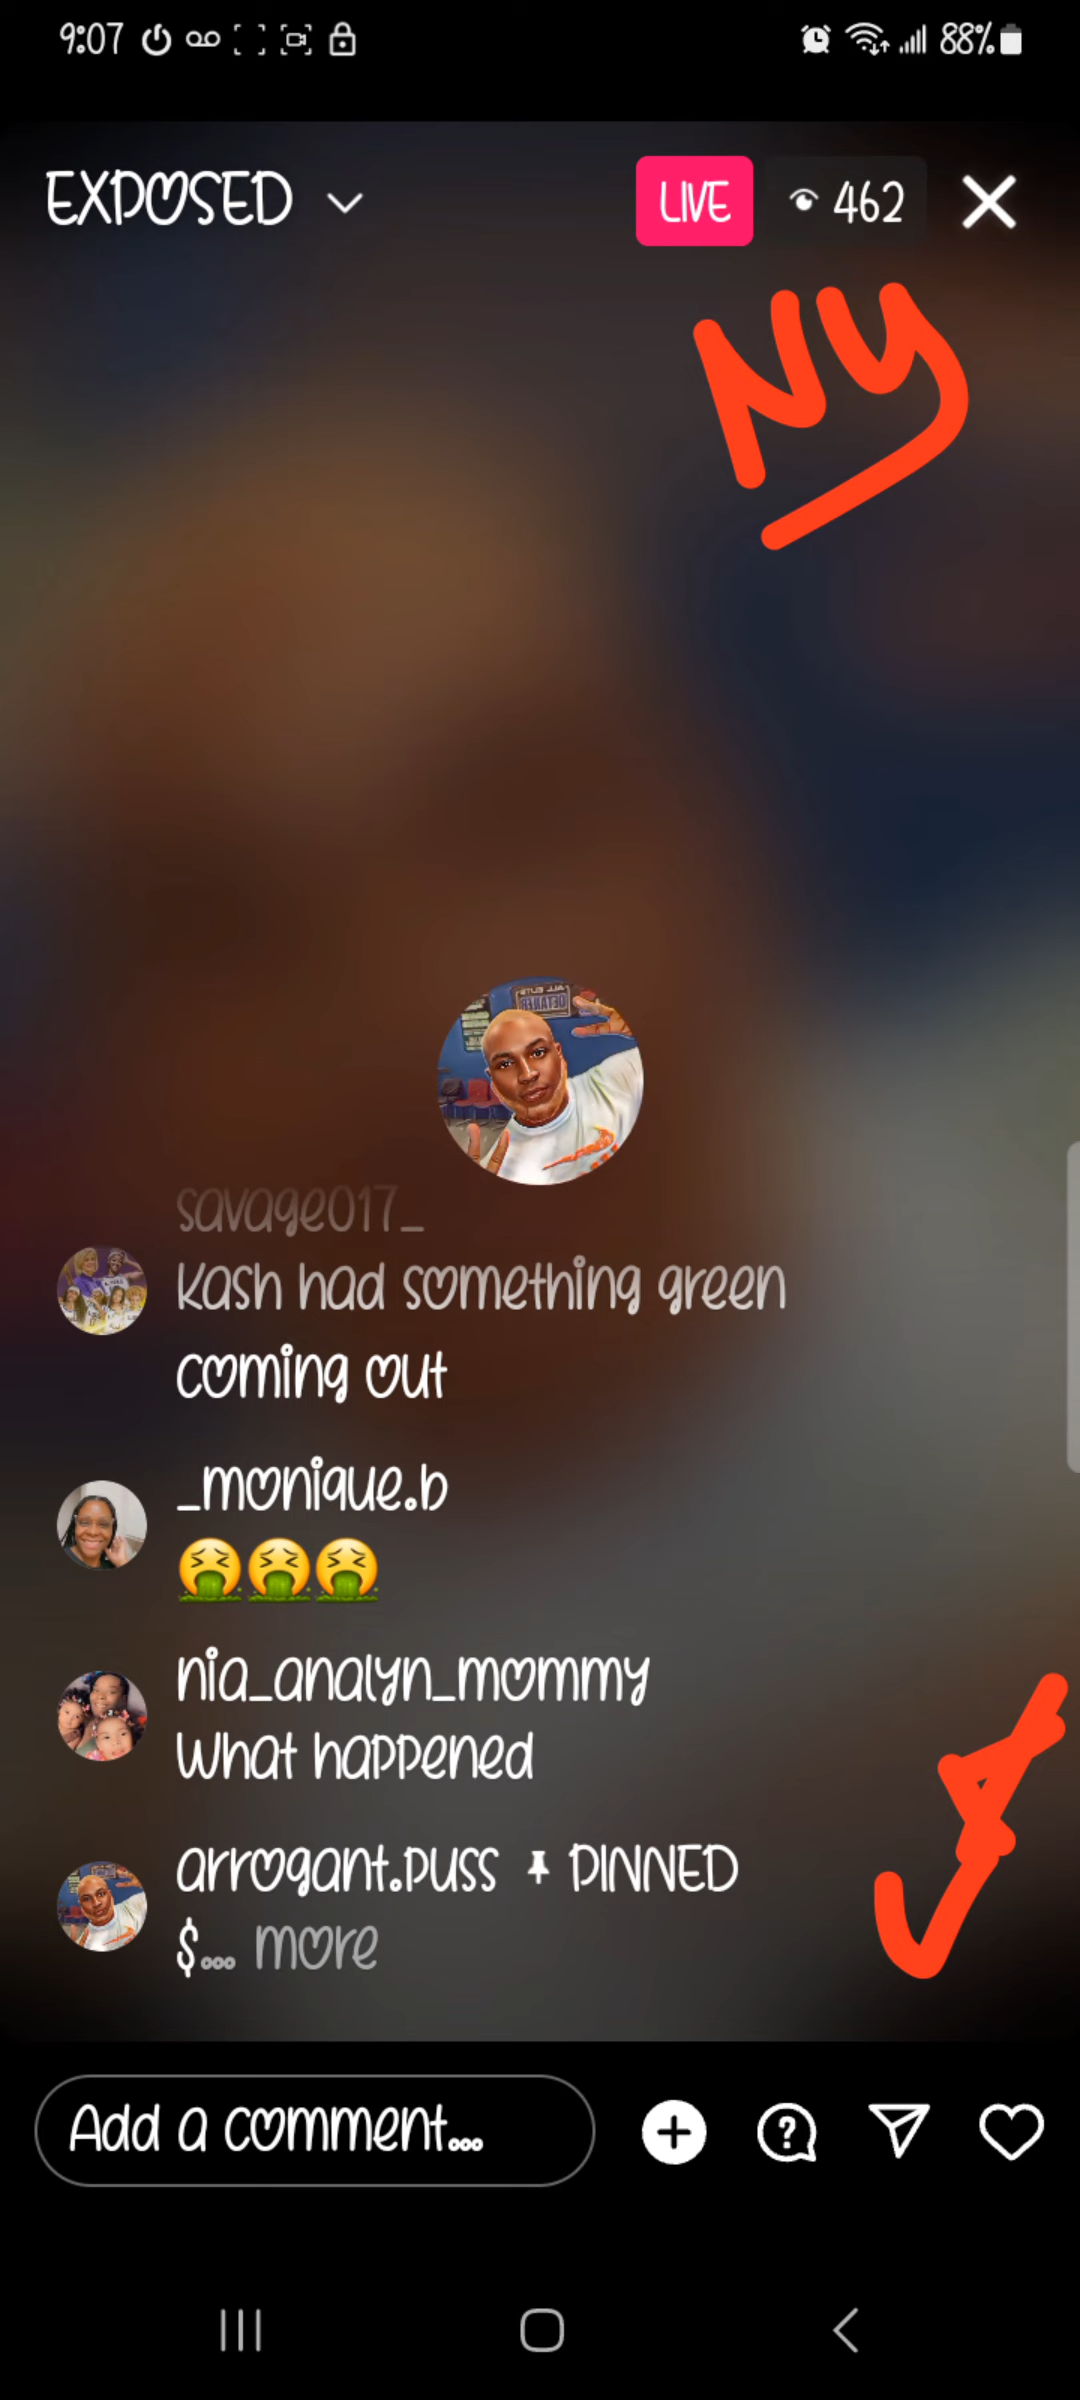 9:07 88%
EXPOSED LIVE 462
NY
savage017_
Kash had something green
coming out
_monique.b
🤮🤮🤮
nia_analyn_mommy
What happened
arrogant.puss PINNED
$... more
Add a comment...